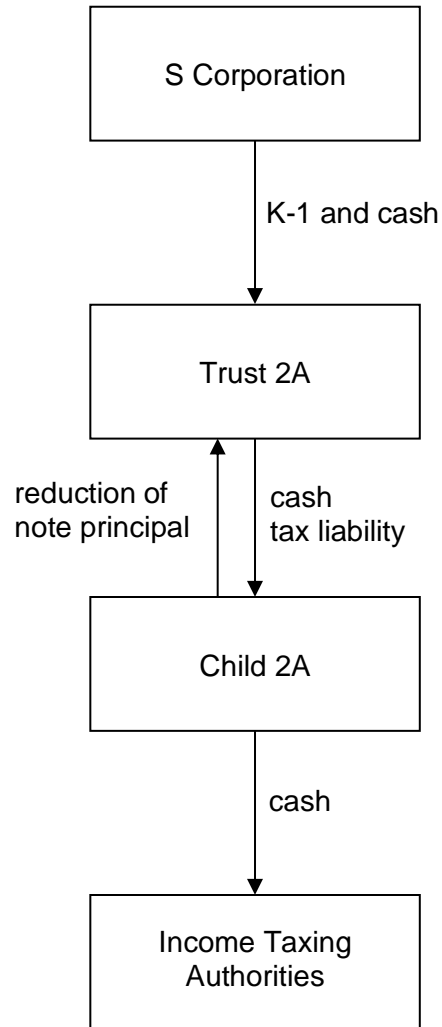 S Corporation
K-1 and cash
Trust 2A
reduction of
note principal
cash
tax liability
Child 2A
cash
Income Taxing
Authorities